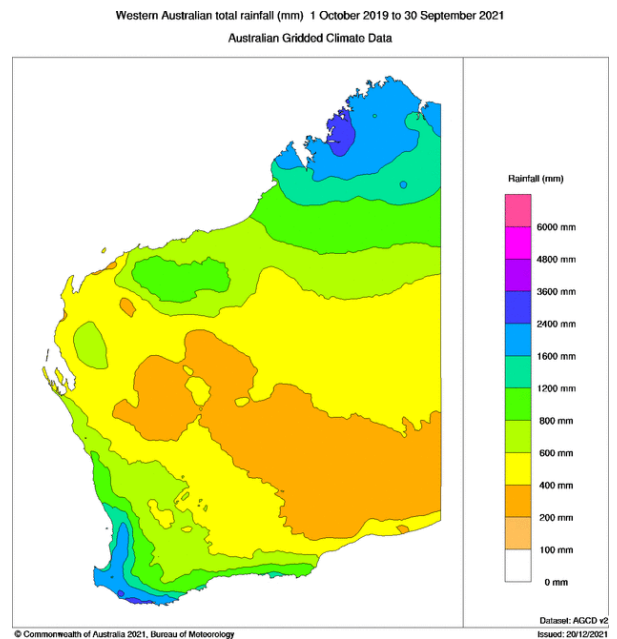 Western Australian total rainfall (mm) 1 October 2019 to 30 September 2021
Australian Gridded Climate Data
Rainfall (mm)
6000 mm
4800 mm
3600 mm
2400 mm
1600 mm
1200 mm
800 mm
600 mm
400 mm
200 mm
100 mm
0 mm
Dataset: AGCD v2
© Commonwealth of Australia 2021, Bureau of Meteorology
Issued: 20/12/2021